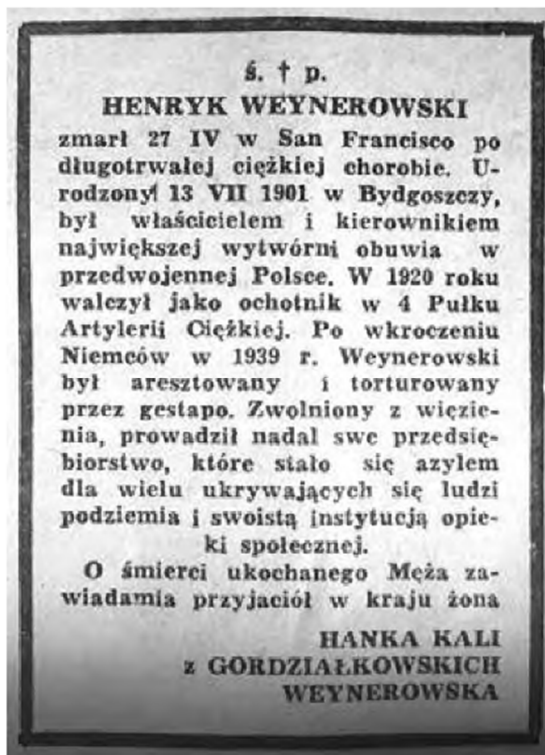 ś. † p.
HENRYK WEYNEROWSKI
zmarł 27 IV w San Francisco po
długotrwałej ciężkiej chorobie. U-
rodzony 13 VII 1901 w Bydgoszczy,
był właścicielem i kierownikiem
największej wytwórni obuwia w
przedwojennej Polsce. W 1920 roku
walczył jako ochotnik w 4 Pułku
Artylerii Ciężkiej. Po wkroczeniu
Niemców w 1939 r. Weynerowski
był aresztowany i torturowany
przez gestapo. Zwolniony z więzie-
nia, prowadził nadal swe przedsię-
biorstwo, które stało się azylem
dla wielu ukrywających się ludzi
podziemia i swoistą instytucją opie-
ki społecznej.
O śmierci ukochanego Męża za-
wiadamia przyjaciół w kraju żona
HANKA KALI
z GORDZIAŁKOWSKICH
WEYNEROWSKA